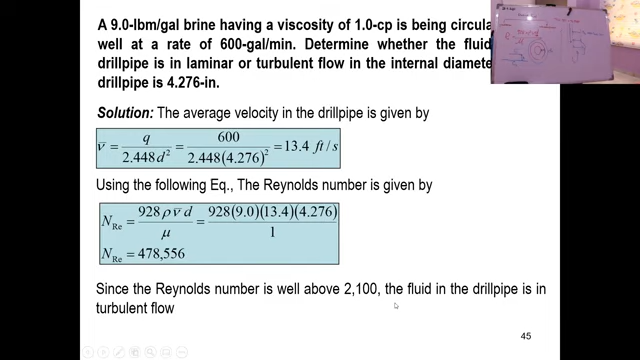 A 9.0-lbm/gal brine having a viscosity of 1.0-cp is being circula
well at a rate of 600-gal/min. Determine whether the fluid
drillpipe is in laminar or turbulent flow in the internal diamete
drillpipe is 4.276-in.
Solution: The average velocity in the drillpipe is given by
v̅ = q / 2.448 d² = 600 / 2.448(4.276)² = 13.4 ft / s
Using the following Eq., The Reynolds number is given by
N_Re = 928 ρ v̅ d / μ = 928(9.0)(13.4)(4.276) / 1
N_Re = 478,556
Since the Reynolds number is well above 2,100, the fluid in the drillpipe is in
turbulent flow
45